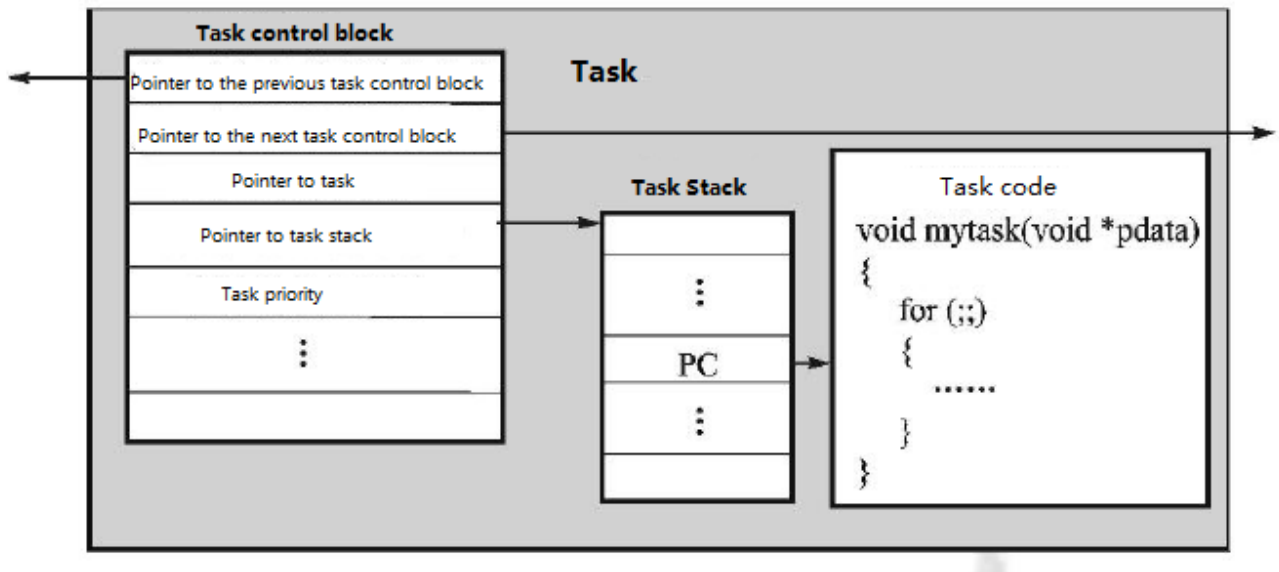 Task control block
Pointer to the previous task control block
Pointer to the next task control block
Pointer to task
Pointer to task stack
Task priority
⋮
Task
Task Stack
⋮
PC
⋮
Task code
void mytask(void *pdata)
{
for (;;)
{
......
}
}